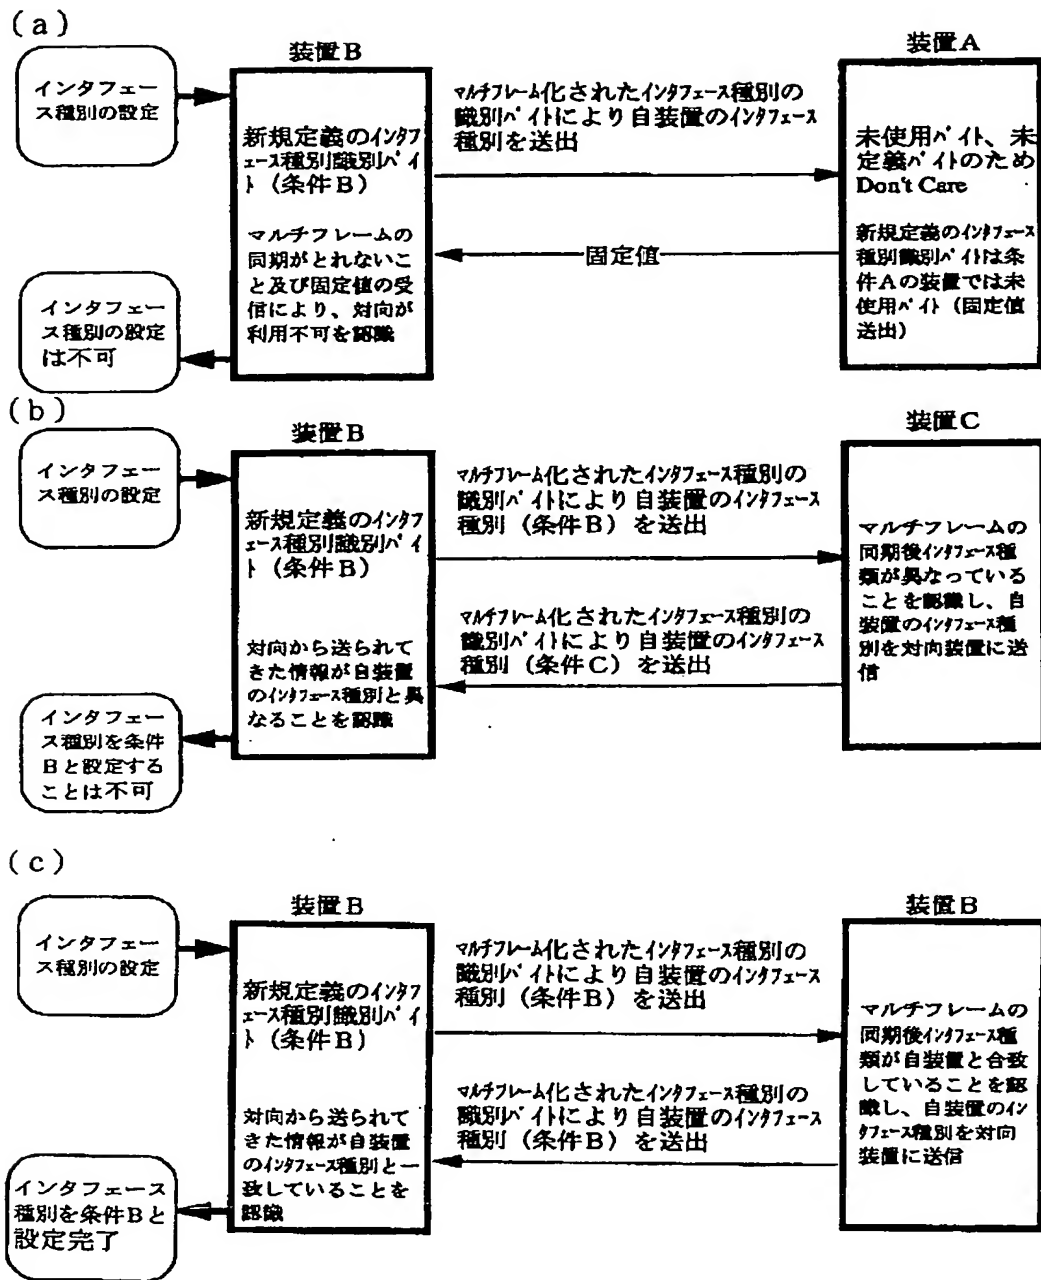 (a)
装置B
装置A
インタフェー
ス種別の設定
新規定義のインタフ
ェース種別識別バイ
ト（条件B）
マルチフレームの
同期がとれないこ
と及び固定値の受
信により、対向が
利用不可を認識
マルチフレーム化されたインタフェース種別の
識別バイトにより自装置のインタフェース
種別を送出
固定値
未使用バイト、未
定義バイトのため
Don't Care
新規定義のインタフェース
種別識別バイトは条
件Aの装置では未
使用バイト（固定値
送出）
インタフェー
ス種別の設定
は不可
(b)
装置B
装置C
インタフェー
ス種別の設定
新規定義のインタフ
ェース種別識別バイ
ト（条件B）
対向から送られて
きた情報が自装置
のインタフェース種別と異
なることを認識
マルチフレーム化されたインタフェース種別の
識別バイトにより自装置のインタフェース
種別（条件B）を送出
マルチフレーム化されたインタフェース種別の
識別バイトにより自装置のインタフェース
種別（条件C）を送出
マルチフレームの
同期後インタフェース種
類が異なっている
ことを認識し、自
装置のインタフェース種
別を対向装置に送
信
インタフェー
ス種別を条件
Bと設定する
ことは不可
(c)
装置B
装置B
インタフェー
ス種別の設定
新規定義のインタフ
ェース種別識別バイ
ト（条件B）
対向から送られて
きた情報が自装置
のインタフェース種別と一
致していることを
認識
マルチフレーム化されたインタフェース種別の
識別バイトにより自装置のインタフェース
種別（条件B）を送出
マルチフレーム化されたインタフェース種別の
識別バイトにより自装置のインタフェース
種別（条件B）を送出
マルチフレームの
同期後インタフェース種
類が自装置と合致
していることを認
識し、自装置のイン
タフェース種別を対向
装置に送信
インタフェース
種別を条件Bと
設定完了